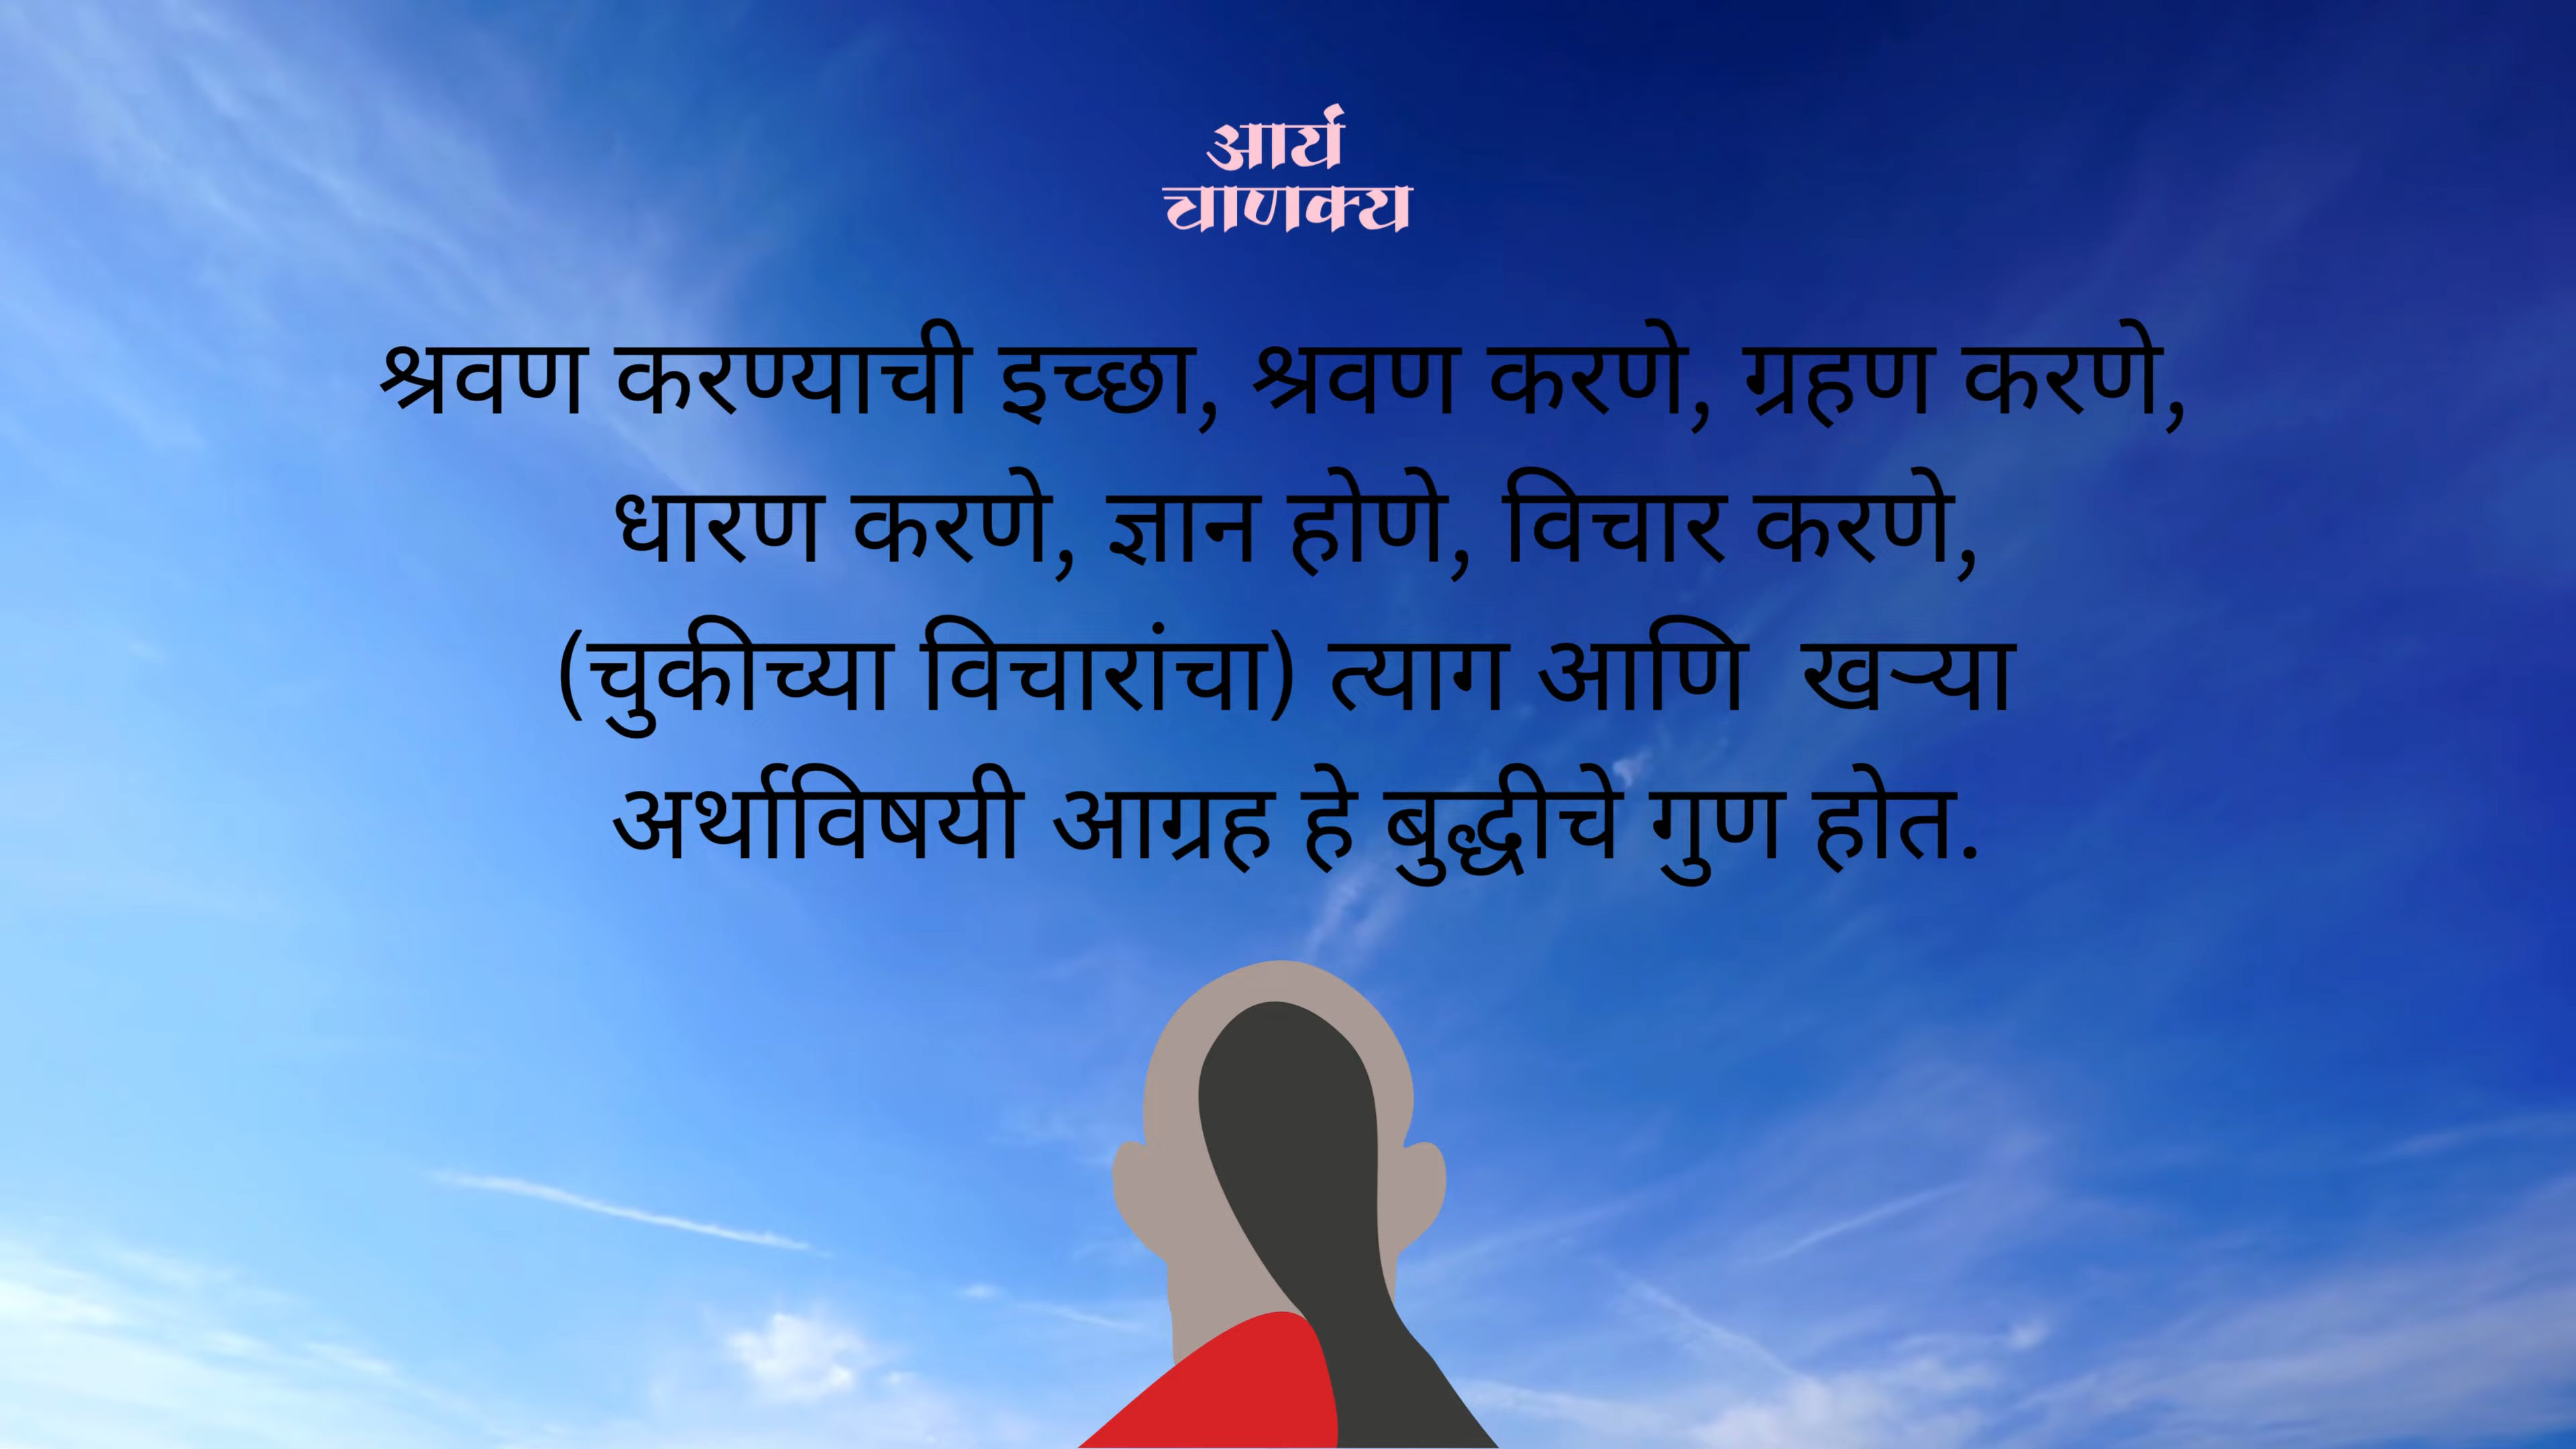 आर्य
चाणक्य
श्रवण करण्याची इच्छा, श्रवण करणे, ग्रहण करणे,
धारण करणे, ज्ञान होणे, विचार करणे,
(चुकीच्या विचारांचा) त्याग आणि  खऱ्या
अर्थाविषयी आग्रह हे बुद्धीचे गुण होत.